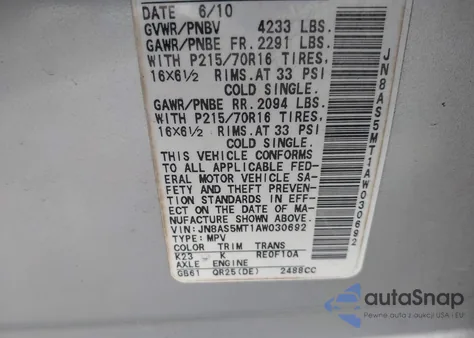 DATE 6/10
GVWR/PNBV 4233 LBS.
GAWR/PNBE FR. 2291 LBS.
WITH P215/70R16 TIRES,
16X6½ RIMS. AT 33 PSI
COLD SINGLE.
GAWR/PNBE RR. 2094 LBS.
WITH P215/70R16 TIRES,
16X6½ RIMS. AT 33 PSI
COLD SINGLE.
THIS VEHICLE CONFORMS
TO ALL APPLICABLE FED-
ERAL MOTOR VEHICLE SA-
FETY AND THEFT PREVEN-
TION STANDARDS IN EFF-
ECT ON THE DATE OF MA-
NUFACTURE SHOWN ABOVE.
VIN: JN8AS5MT1AW030692
TYPE: MPV
COLOR TRIM TRANS
K23 K RE0F10A
AXLE ENGINE
GB61 QR25(DE) 2488CC
JN8AS5MT1AW030692
autoSnap
Pewne auta z USA i EU